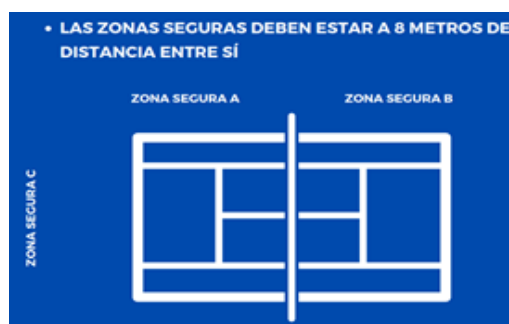 • LAS ZONAS SEGURAS DEBEN ESTAR A 8 METROS DE
DISTANCIA ENTRE SÍ
ZONA SEGURA A
ZONA SEGURA B
ZONA SEGURA C